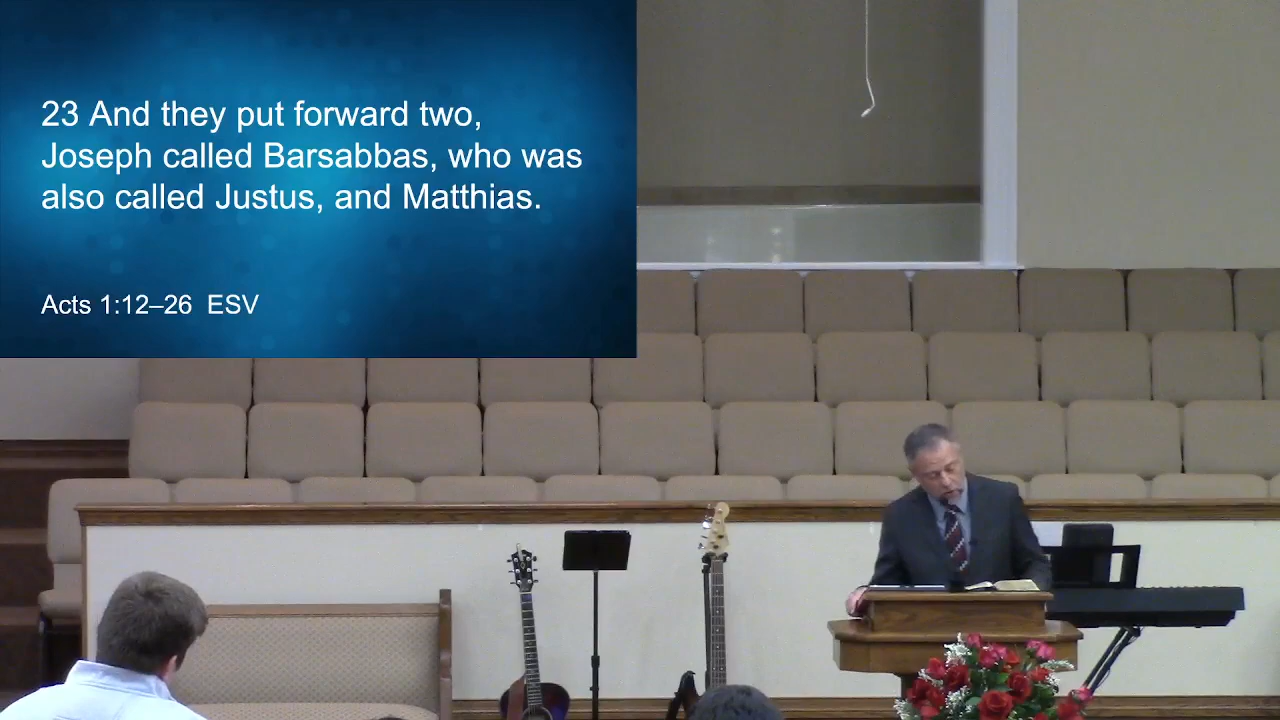 23 And they put forward two,
Joseph called Barsabbas, who was
also called Justus, and Matthias.
Acts 1:12–26  ESV